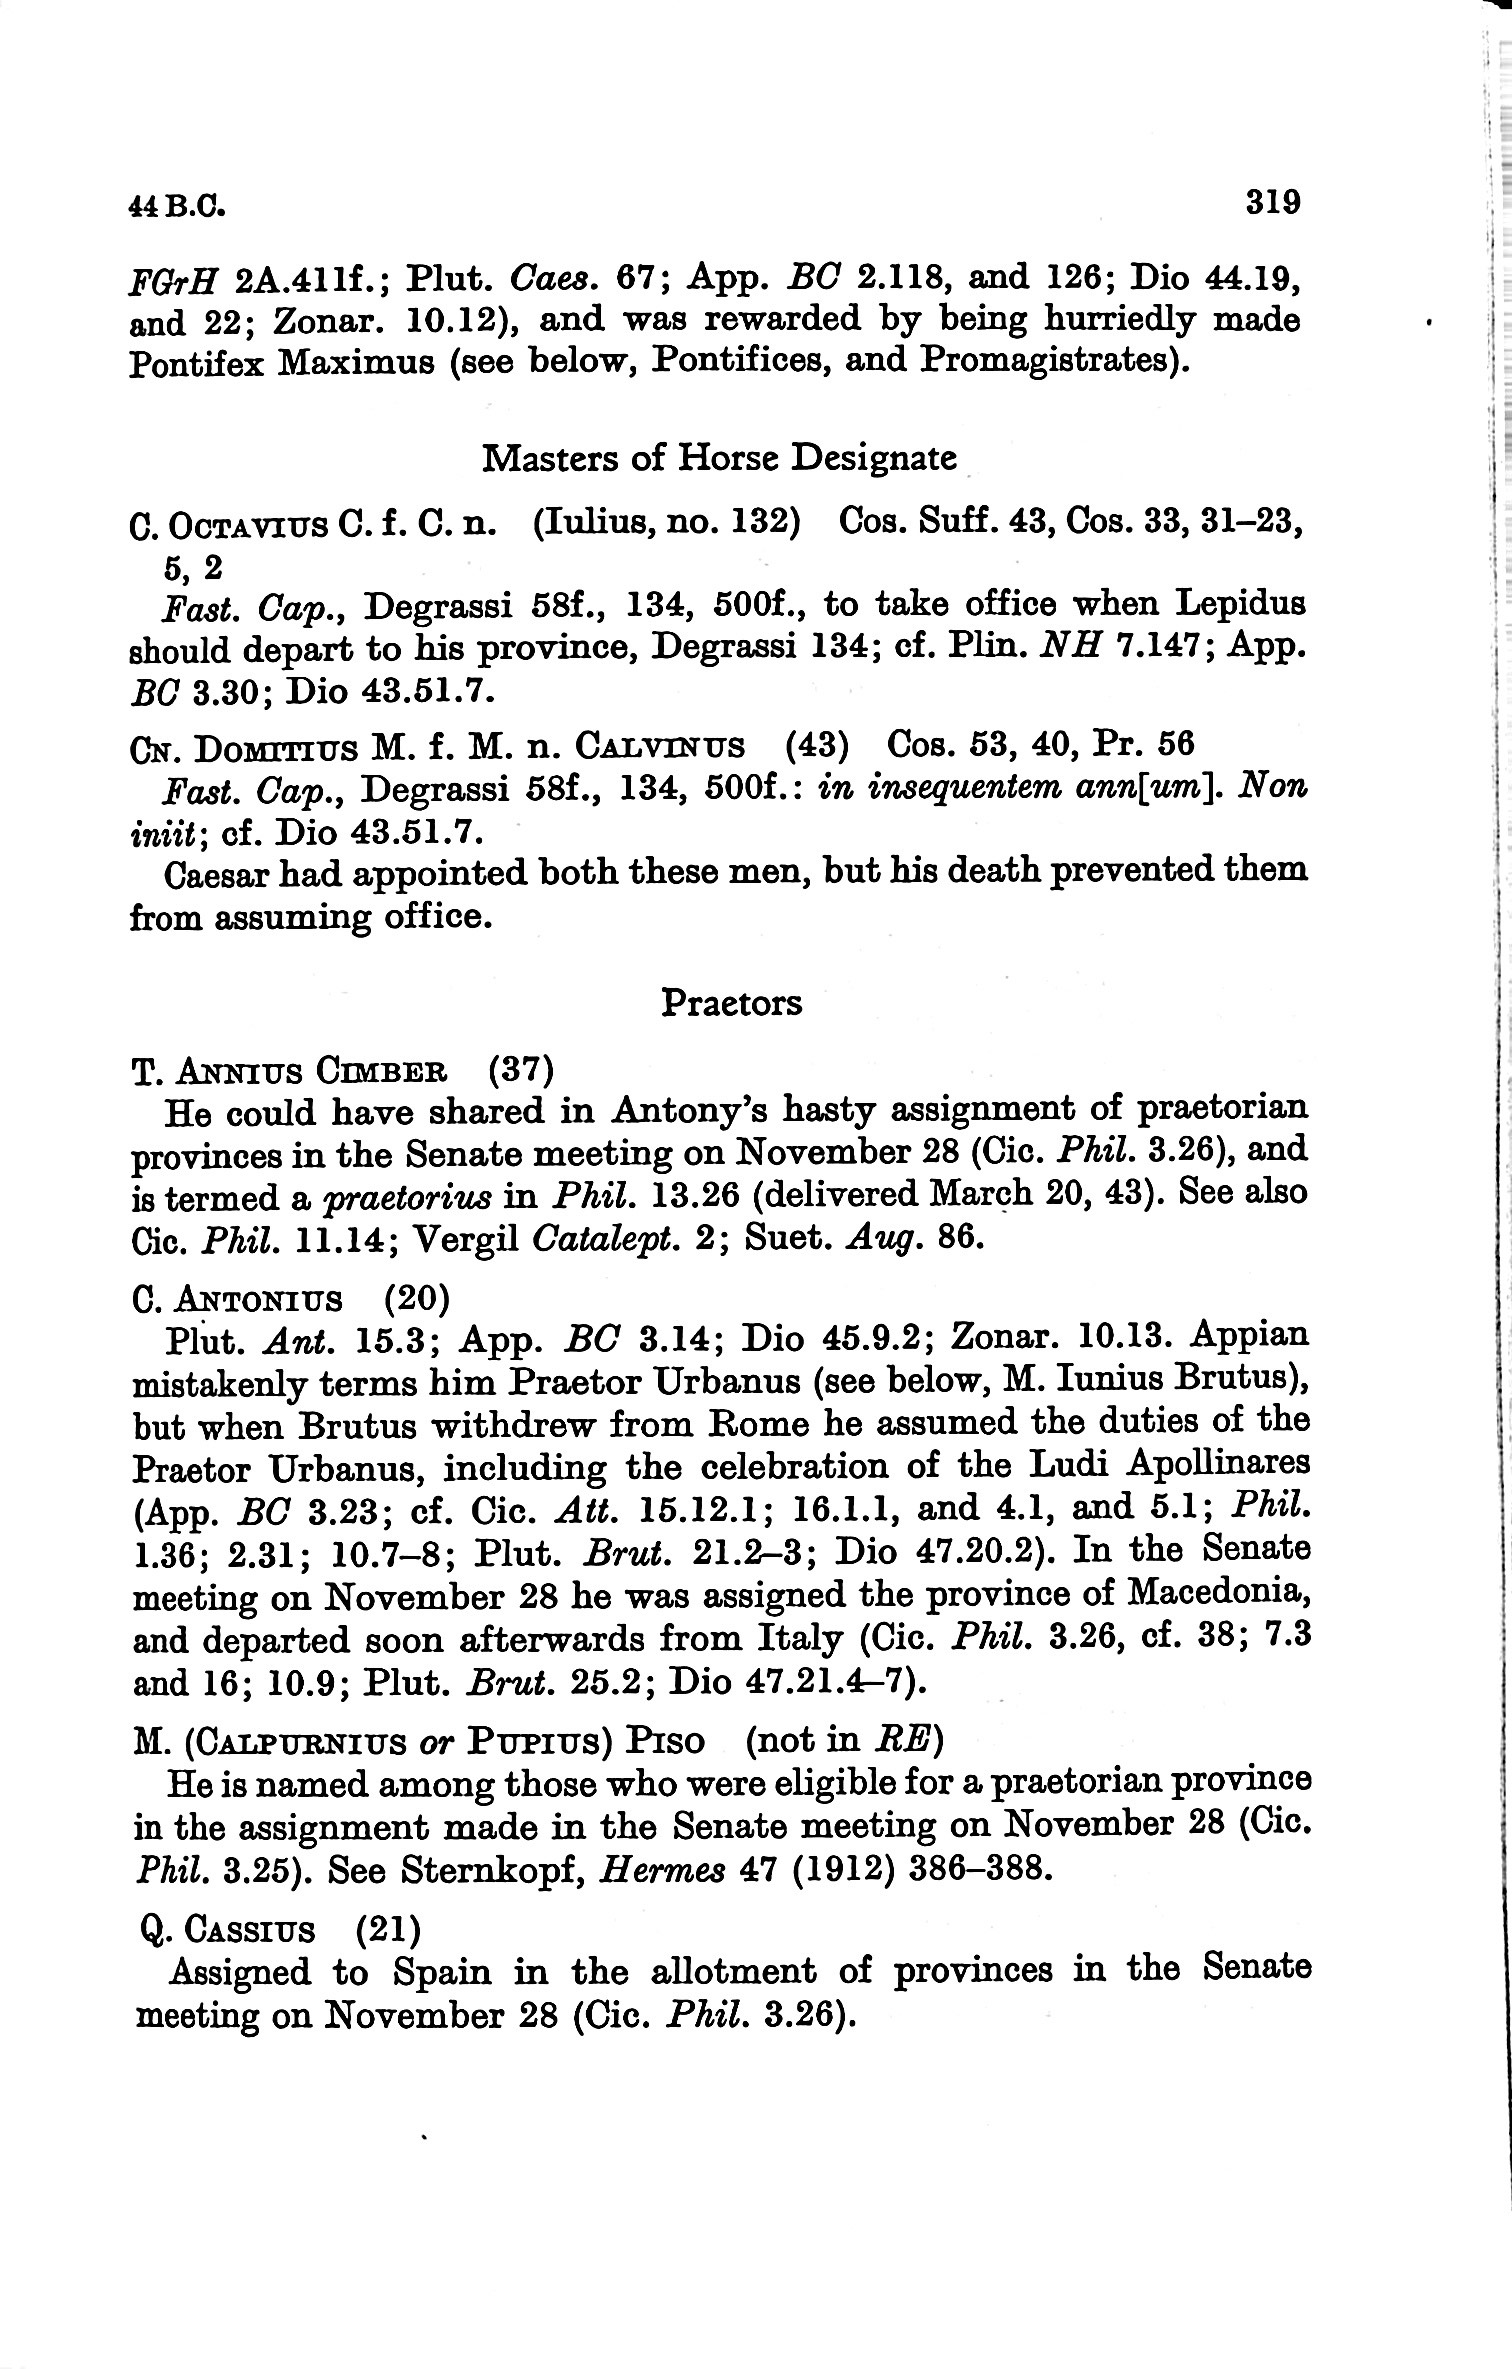 44 B.C. 319
FGrH 2A.411f.; Plut. Caes. 67; App. BC 2.118, and 126; Dio 44.19,
and 22; Zonar. 10.12), and was rewarded by being hurriedly made
Pontifex Maximus (see below, Pontifices, and Promagistrates).
Masters of Horse Designate
C. OCTAVIUS C. f. C. n. (Iulius, no. 132) Cos. Suff. 43, Cos. 33, 31–23,
5, 2
Fast. Cap., Degrassi 58f., 134, 500f., to take office when Lepidus
should depart to his province, Degrassi 134; cf. Plin. NH 7.147; App.
BC 3.30; Dio 43.51.7.
CN. DOMITIUS M. f. M. n. CALVINUS (43) Cos. 53, 40, Pr. 56
Fast. Cap., Degrassi 58f., 134, 500f.: in insequentem ann[um]. Non
iniit; cf. Dio 43.51.7.
Caesar had appointed both these men, but his death prevented them
from assuming office.
Praetors
T. ANNIUS CIMBER (37)
He could have shared in Antony's hasty assignment of praetorian
provinces in the Senate meeting on November 28 (Cic. Phil. 3.26), and
is termed a praetorius in Phil. 13.26 (delivered March 20, 43). See also
Cic. Phil. 11.14; Vergil Catalept. 2; Suet. Aug. 86.
C. ANTONIUS (20)
Plut. Ant. 15.3; App. BC 3.14; Dio 45.9.2; Zonar. 10.13. Appian
mistakenly terms him Praetor Urbanus (see below, M. Iunius Brutus),
but when Brutus withdrew from Rome he assumed the duties of the
Praetor Urbanus, including the celebration of the Ludi Apollinares
(App. BC 3.23; cf. Cic. Att. 15.12.1; 16.1.1, and 4.1, and 5.1; Phil.
1.36; 2.31; 10.7–8; Plut. Brut. 21.2–3; Dio 47.20.2). In the Senate
meeting on November 28 he was assigned the province of Macedonia,
and departed soon afterwards from Italy (Cic. Phil. 3.26, cf. 38; 7.3
and 16; 10.9; Plut. Brut. 25.2; Dio 47.21.4–7).
M. (CALPURNIUS or PUPIUS) PISO (not in RE)
He is named among those who were eligible for a praetorian province
in the assignment made in the Senate meeting on November 28 (Cic.
Phil. 3.25). See Sternkopf, Hermes 47 (1912) 386–388.
Q. CASSIUS (21)
Assigned to Spain in the allotment of provinces in the Senate
meeting on November 28 (Cic. Phil. 3.26).